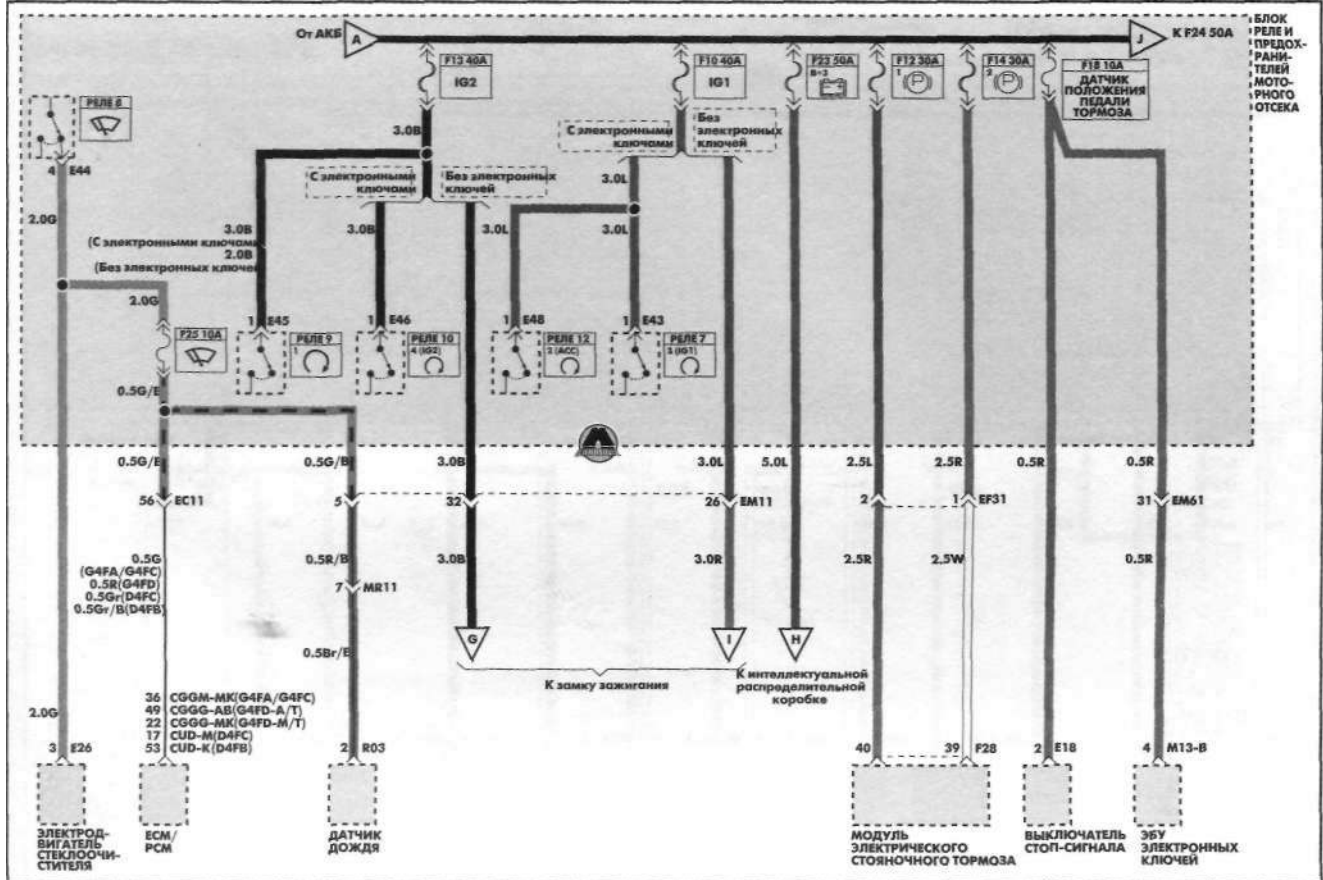 От АКБ
A
J
К F24 50A
БЛОК
РЕЛЕ И
ПРЕДОХ-
РАНИ-
ТЕЛЕЙ
МОТО-
РНОГО
ОТСЕКА
F13 40A
IG2
F10 40A
IG1
F23 50A
B+3
F12 30A
1
F14 30A
2
F18 10A
ДАТЧИК
ПОЛОЖЕНИЯ
ПЕДАЛИ
ТОРМОЗА
РЕЛЕ 8
4 E44
2.0G
3.0B
С электронными
ключами
Без электронных
ключей
С электронными
ключами
Без
электронных
ключей
3.0L
3.0B
3.0L
3.0L
3.0B
(С электронными ключами
2.0B
(Без электронных ключей
2.0G
F25 10A
1 E45
РЕЛЕ 9
1
1 E46
РЕЛЕ 10
4 (IG2)
1 E48
РЕЛЕ 12
2 (ACC)
1 E43
РЕЛЕ 7
3 (IG1)
0.5G/B
0.5G/B
0.5G/B
3.0B
3.0L
5.0L
2.5L
2.5R
0.5R
0.5R
56 EC11
5
32
26 EM11
2
1 EF31
31 EM61
0.5G
(G4FA/G4FC)
0.5R(G4FD)
0.5Gr(D4FC)
0.5Gr/B(D4FB)
0.5R/B
3.0B
3.0R
2.5R
2.5W
0.5R
7 MR11
0.5Br/B
G
I
H
К замку зажигания
К интеллектуальной
распределительной
коробке
2.0G
36 CGGM-MK(G4FA/G4FC)
49 CGGG-AB(G4FD-A/T)
22 CGGG-MK(G4FD-M/T)
17 CUD-M(D4FC)
53 CUD-K(D4FB)
3 E26
2 R03
40
39 F28
2 E18
4 M13-B
ЭЛЕКТРОД-
ВИГАТЕЛЬ
СТЕКЛООЧИ-
СТИТЕЛЯ
ECM/
PCM
ДАТЧИК
ДОЖДЯ
МОДУЛЬ
ЭЛЕКТРИЧЕСКОГО
СТОЯНОЧНОГО ТОРМОЗА
ВЫКЛЮЧАТЕЛЬ
СТОП-СИГНАЛА
ЭБУ
ЭЛЕКТРОННЫХ
КЛЮЧЕЙ